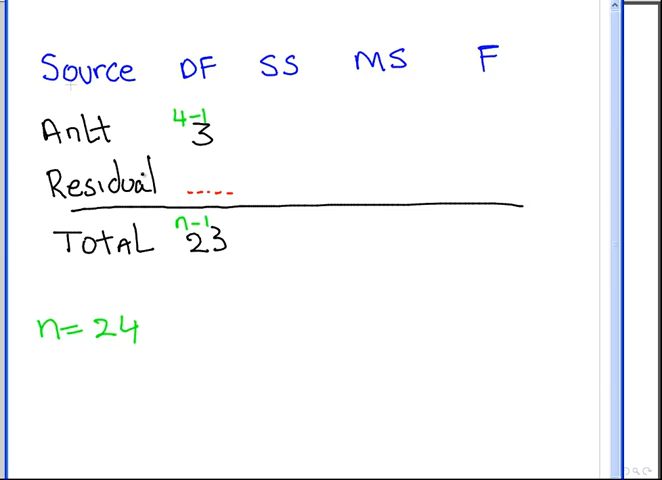 Source DF SS MS F
4-1
AnLt 3
Residual .....
n-1
TOTAL 23
n= 24